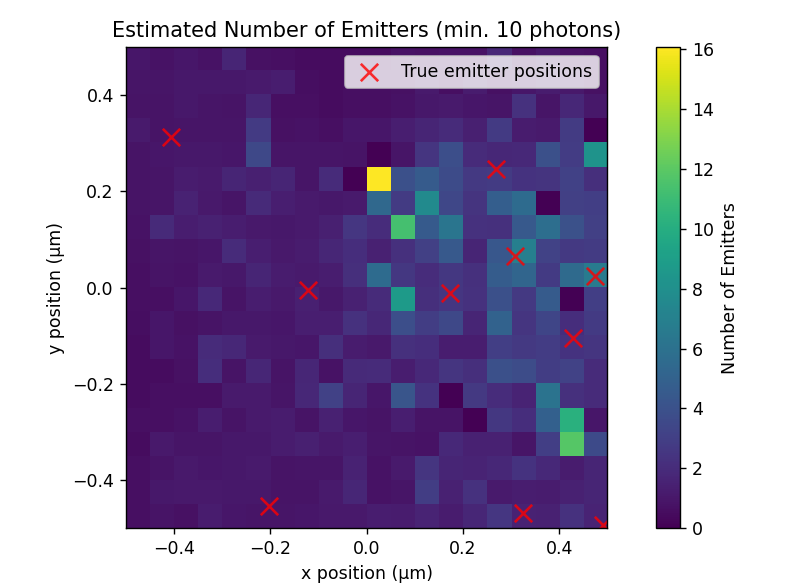 Estimated Number of Emitters (min. 10 photons)
True emitter positions
0.4
0.2
0.0
−0.2
−0.4
y position (μm)
−0.4 −0.2 0.0 0.2 0.4
x position (μm)
16
14
12
10
8
6
4
2
0
Number of Emitters